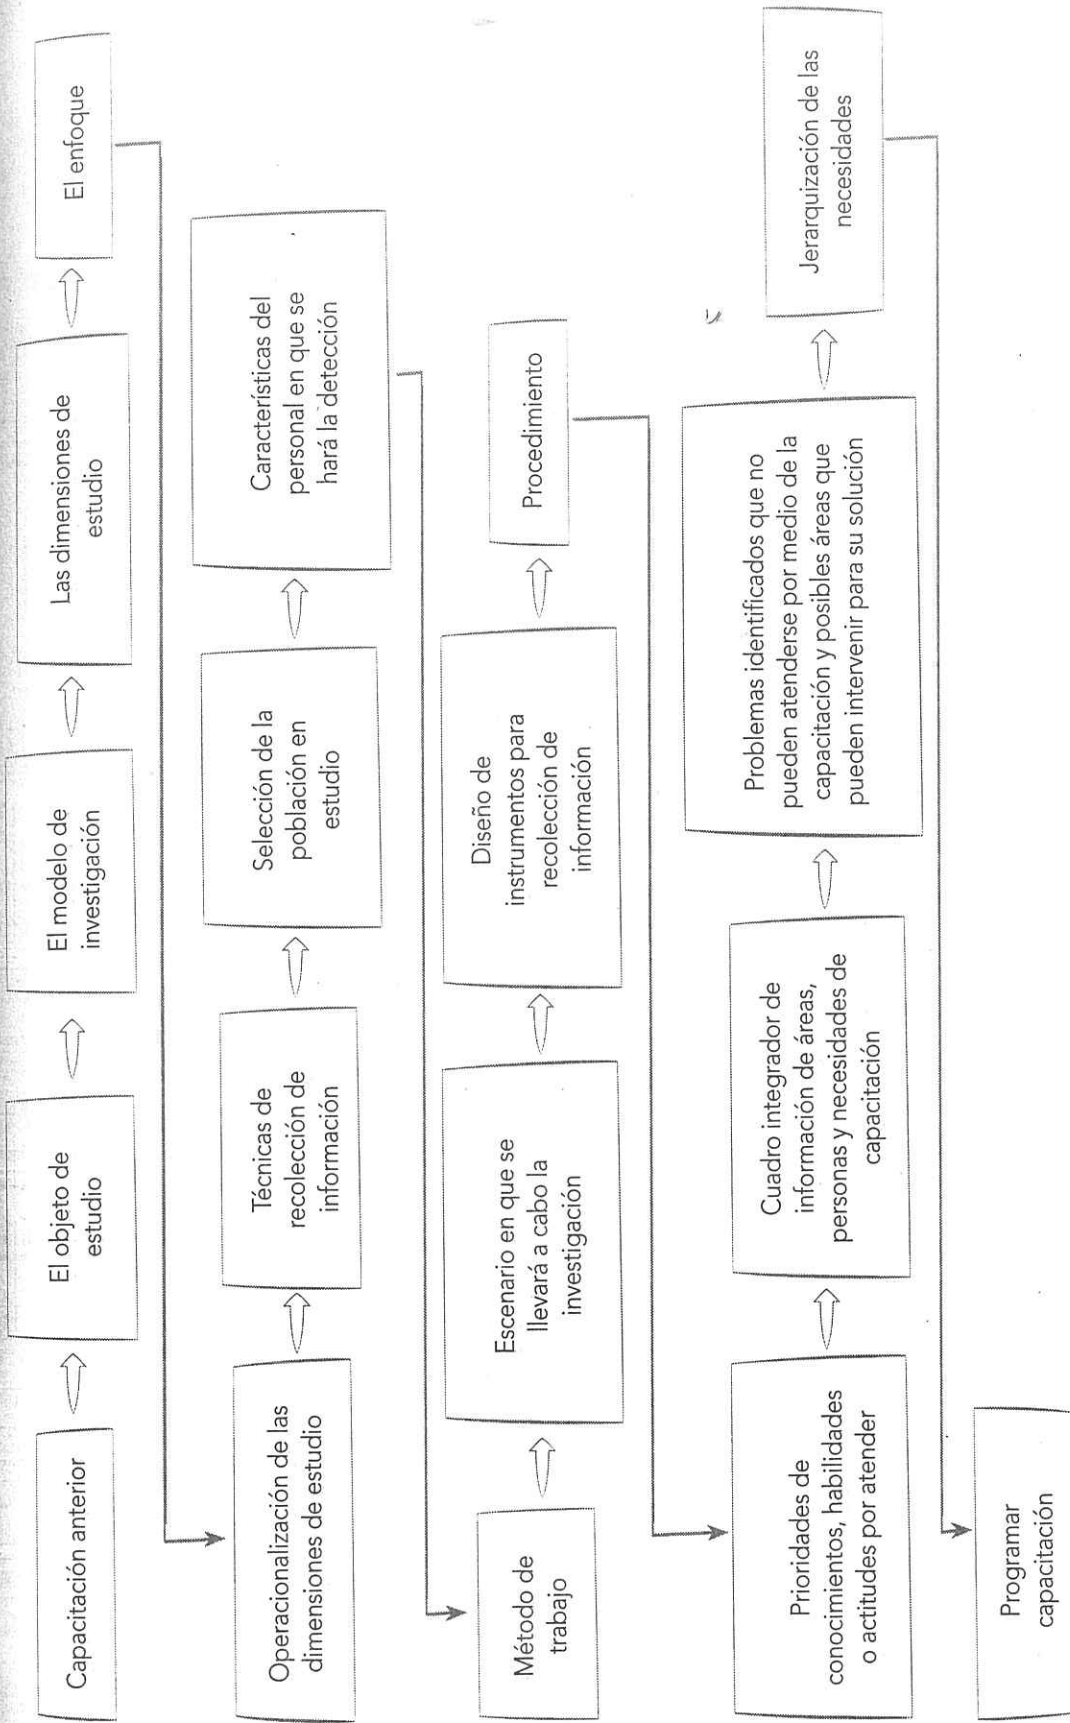 Capacitación anterior
El objeto de
estudio
El modelo de
investigación
Las dimensiones de
estudio
El enfoque
Operacionalización de las
dimensiones de estudio
Técnicas de
recolección de
información
Selección de la
población en
estudio
Características del
personal en que se
hará la detección
Método de
trabajo
Escenario en que se
llevará a cabo la
investigación
Diseño de
instrumentos para
recolección de
información
Procedimiento
Prioridades de
conocimientos, habilidades
o actitudes por atender
Cuadro integrador de
información de áreas,
personas y necesidades de
capacitación
Problemas identificados que no
pueden atenderse por medio de la
capacitación y posibles áreas que
pueden intervenir para su solución
Jerarquización de las
necesidades
Programar
capacitación